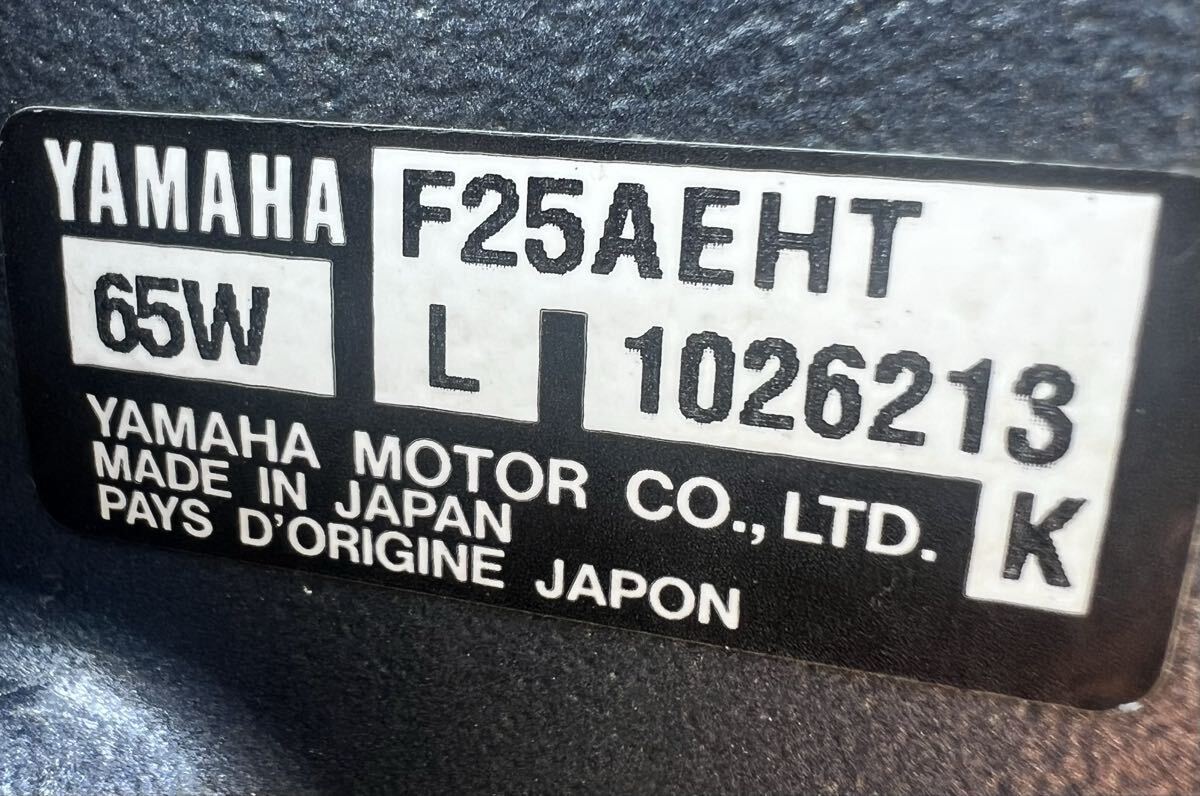 YAMAHA F25AEHT
65W L 1026213
K
YAMAHA MOTOR CO., LTD.
MADE IN JAPAN
PAYS D'ORIGINE JAPON